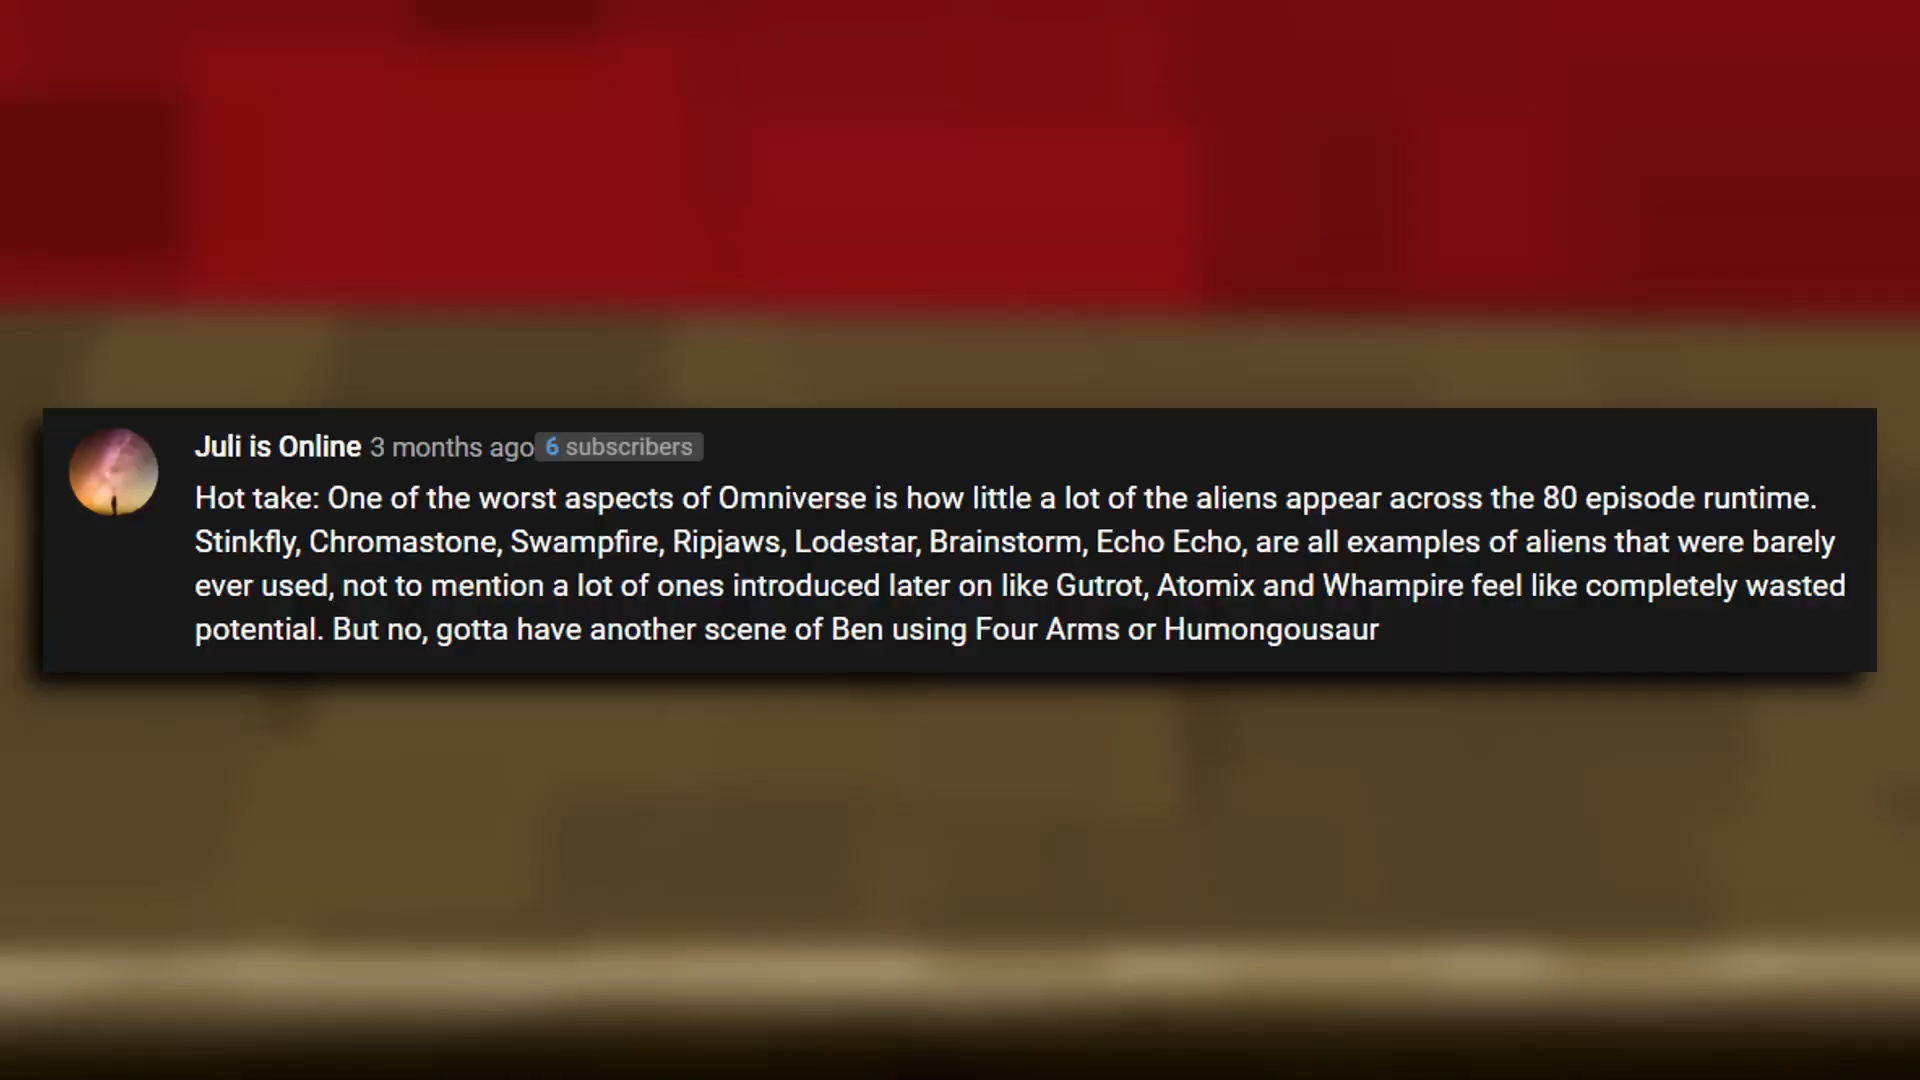 Juli is Online 3 months ago 6 subscribers
Hot take: One of the worst aspects of Omniverse is how little a lot of the aliens appear across the 80 episode runtime.
Stinkfly, Chromastone, Swampfire, Ripjaws, Lodestar, Brainstorm, Echo Echo, are all examples of aliens that were barely
ever used, not to mention a lot of ones introduced later on like Gutrot, Atomix and Whampire feel like completely wasted
potential. But no, gotta have another scene of Ben using Four Arms or Humongousaur